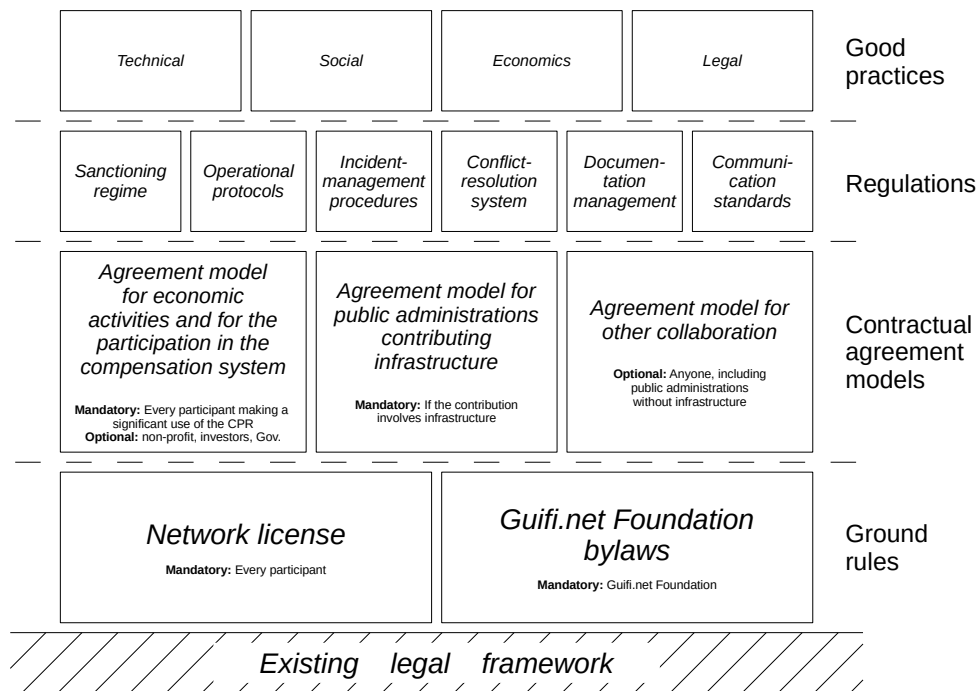 Technical
Social
Economics
Legal
Good
practices
Sanctioning
regime
Operational
protocols
Incident-
management
procedures
Conflict-
resolution
system
Documen-
tation
management
Communi-
cation
standards
Regulations
Agreement model
for economic
activities and for the
participation in the
compensation system
Mandatory: Every participant making a
significant use of the CPR
Optional: non-profit, investors, Gov.
Agreement model for
public administrations
contributing
infrastructure
Mandatory: If the contribution
involves infrastructure
Agreement model for
other collaboration
Optional: Anyone, including
public administrations
without infrastructure
Contractual
agreement
models
Network license
Mandatory: Every participant
Guifi.net Foundation
bylaws
Mandatory: Guifi.net Foundation
Ground
rules
Existing legal framework